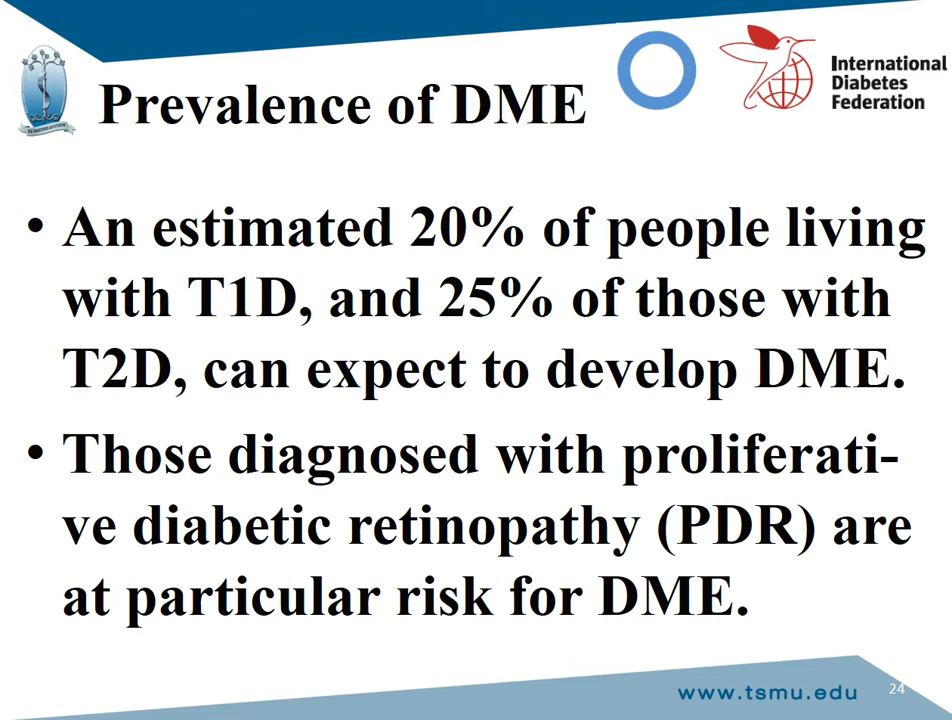 International
Diabetes
Federation
Prevalence of DME
• An estimated 20% of people living
with T1D, and 25% of those with
T2D, can expect to develop DME.
• Those diagnosed with proliferati-
ve diabetic retinopathy (PDR) are
at particular risk for DME.
www.tsmu.edu
24